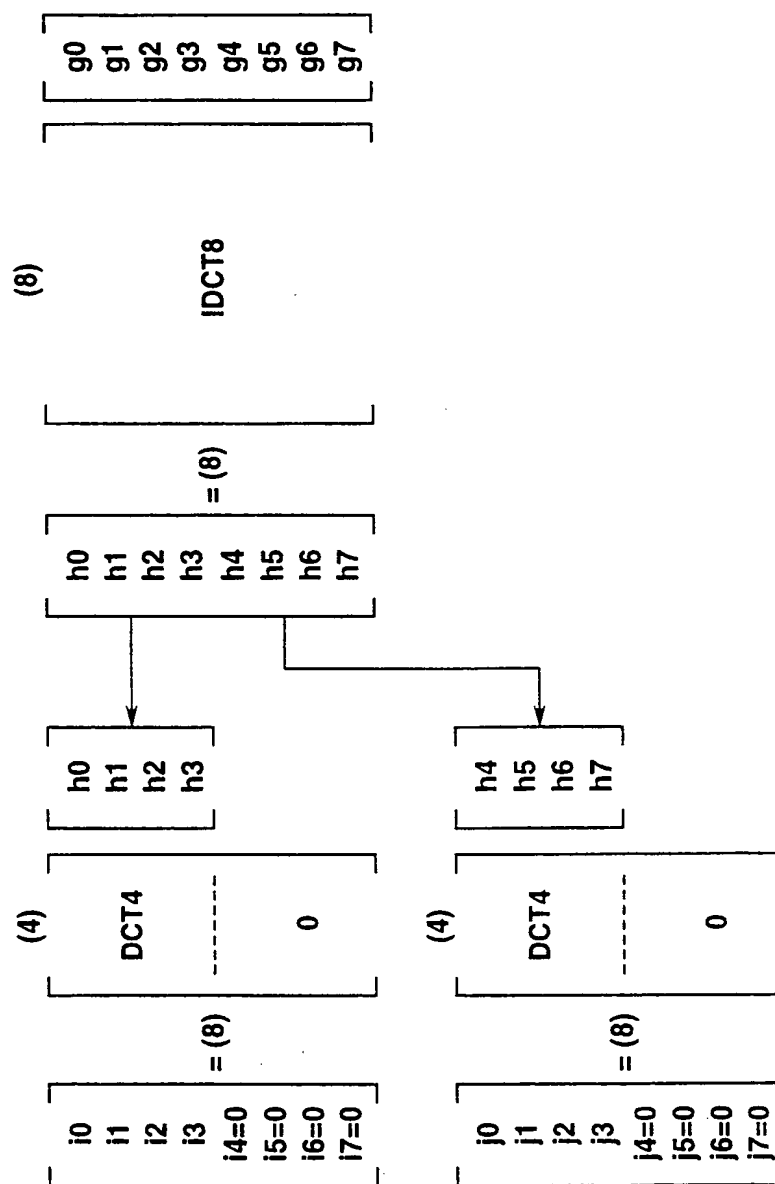 i0
i1
i2
i3
i4=0
i5=0
i6=0
i7=0
= (8)
(4)
DCT4
0
h0
h1
h2
h3
h0
h1
h2
h3
h4
h5
h6
h7
= (8)
(8)
IDCT8
g0
g1
g2
g3
g4
g5
g6
g7
j0
j1
j2
j3
j4=0
j5=0
j6=0
j7=0
= (8)
(4)
DCT4
0
h4
h5
h6
h7